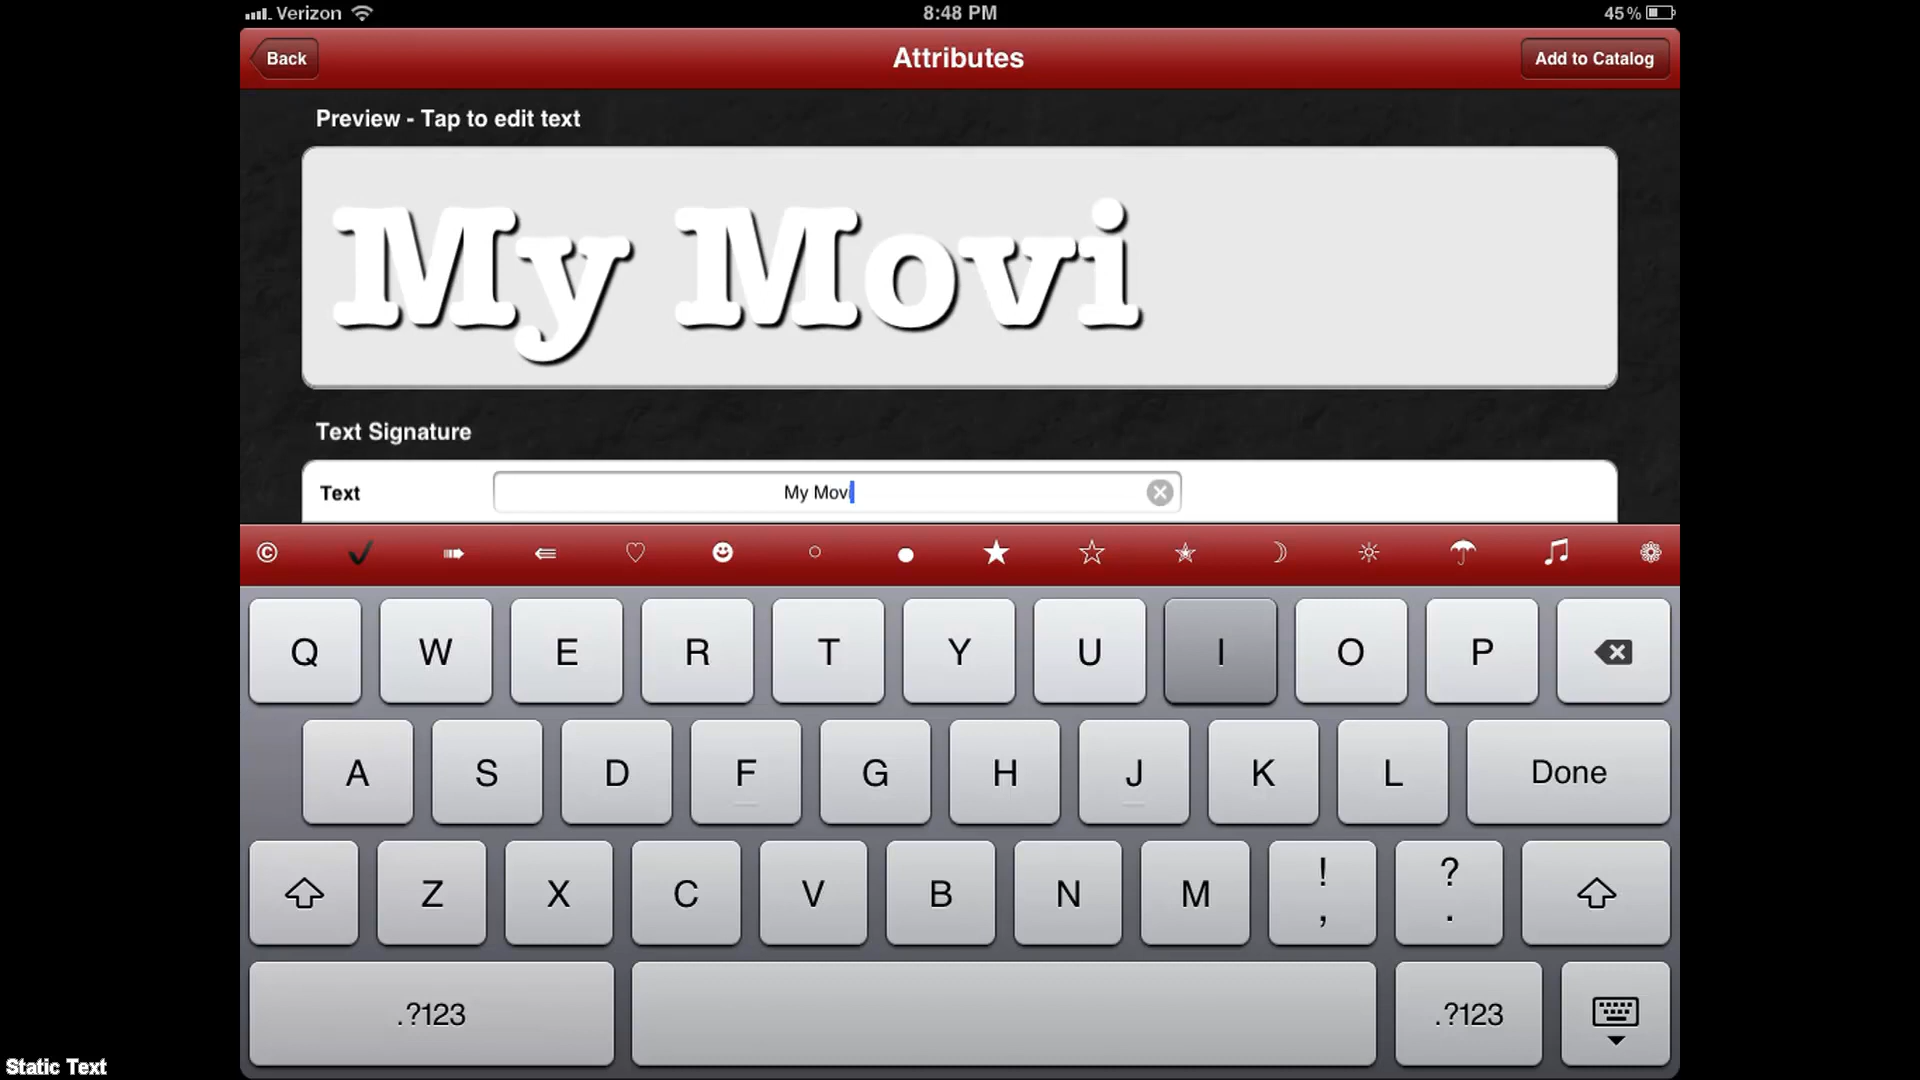 Verizon 8:48 PM 45%
Back Attributes Add to Catalog
Preview - Tap to edit text
My Movi
Text Signature
Text My Movi
©
Q W E R T Y U I O P
A S D F G H J K L Done
Z X C V B N M ! , ? .
.?123 .?123
Static Text